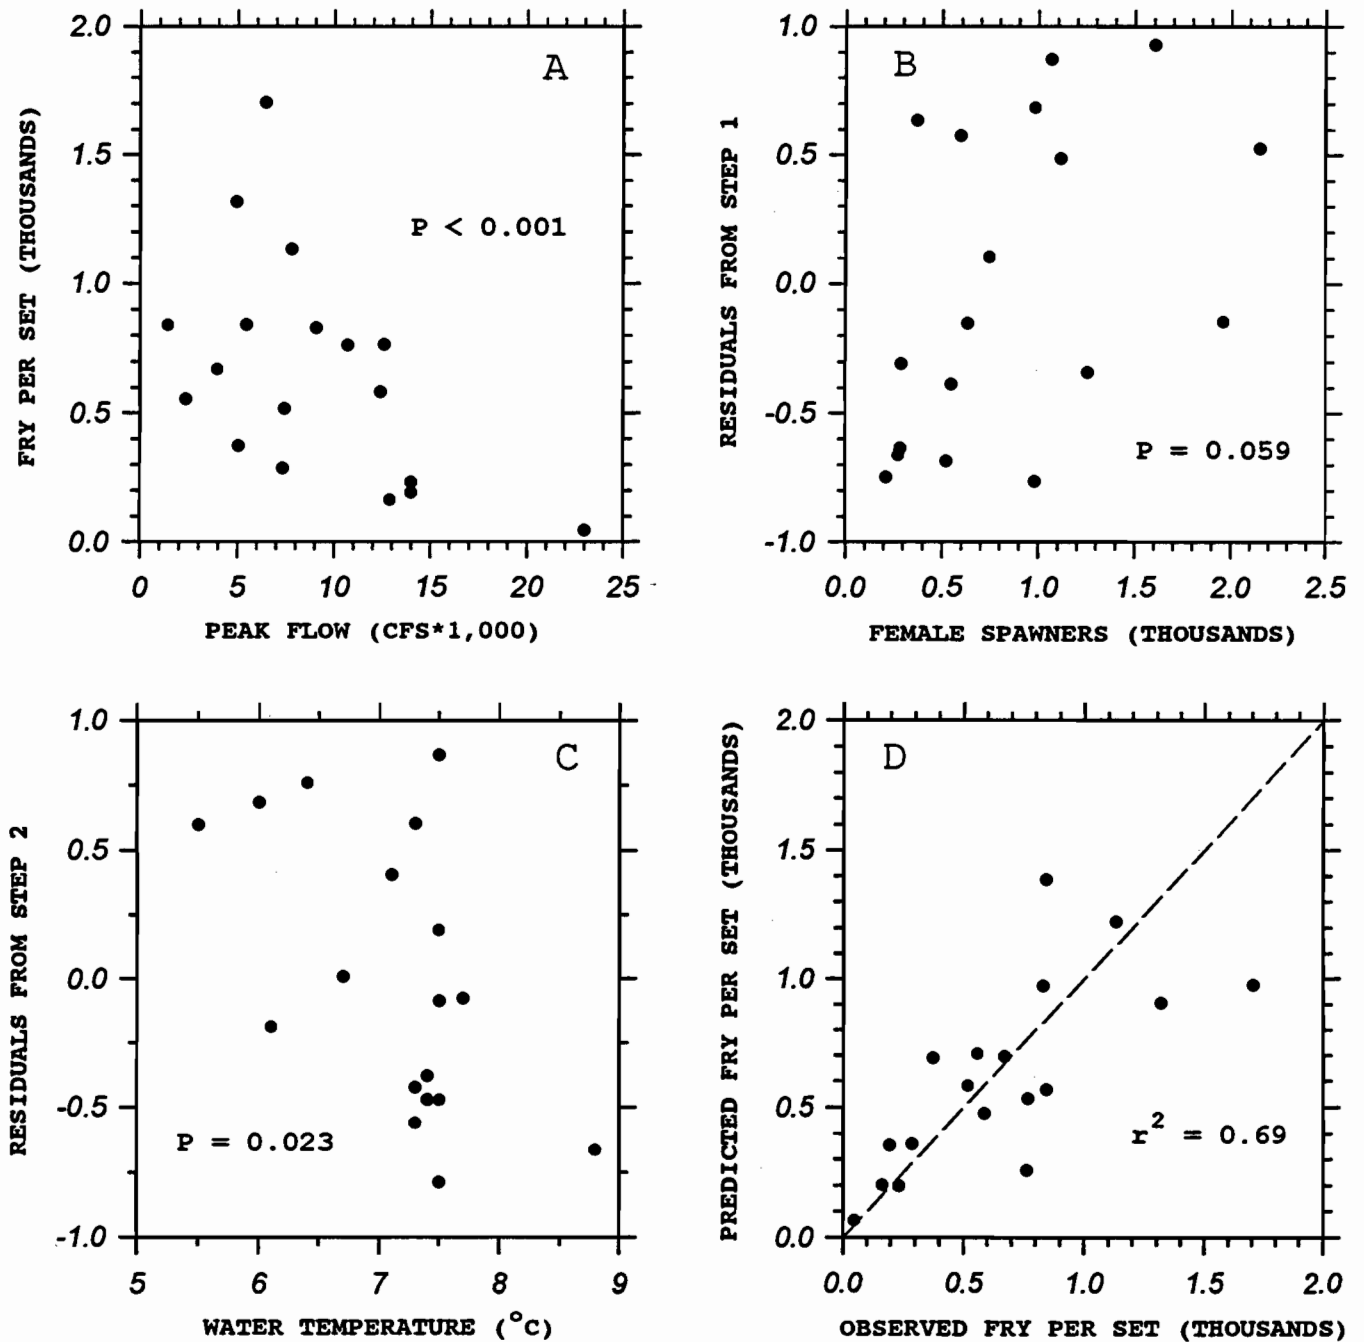 2.0
A
1.5
1.0
0.5
0.0
FRY PER SET (THOUSANDS)
P < 0.001
0 5 10 15 20 25
PEAK FLOW (CFS*1,000)
1.0
B
0.5
0.0
-0.5
-1.0
RESIDUALS FROM STEP 1
P = 0.059
0.0 0.5 1.0 1.5 2.0 2.5
FEMALE SPAWNERS (THOUSANDS)
1.0
C
0.5
0.0
-0.5
-1.0
RESIDUALS FROM STEP 2
P = 0.023
5 6 7 8 9
WATER TEMPERATURE (°C)
2.0
D
1.5
1.0
0.5
0.0
PREDICTED FRY PER SET (THOUSANDS)
r² = 0.69
0.0 0.5 1.0 1.5 2.0
OBSERVED FRY PER SET (THOUSANDS)